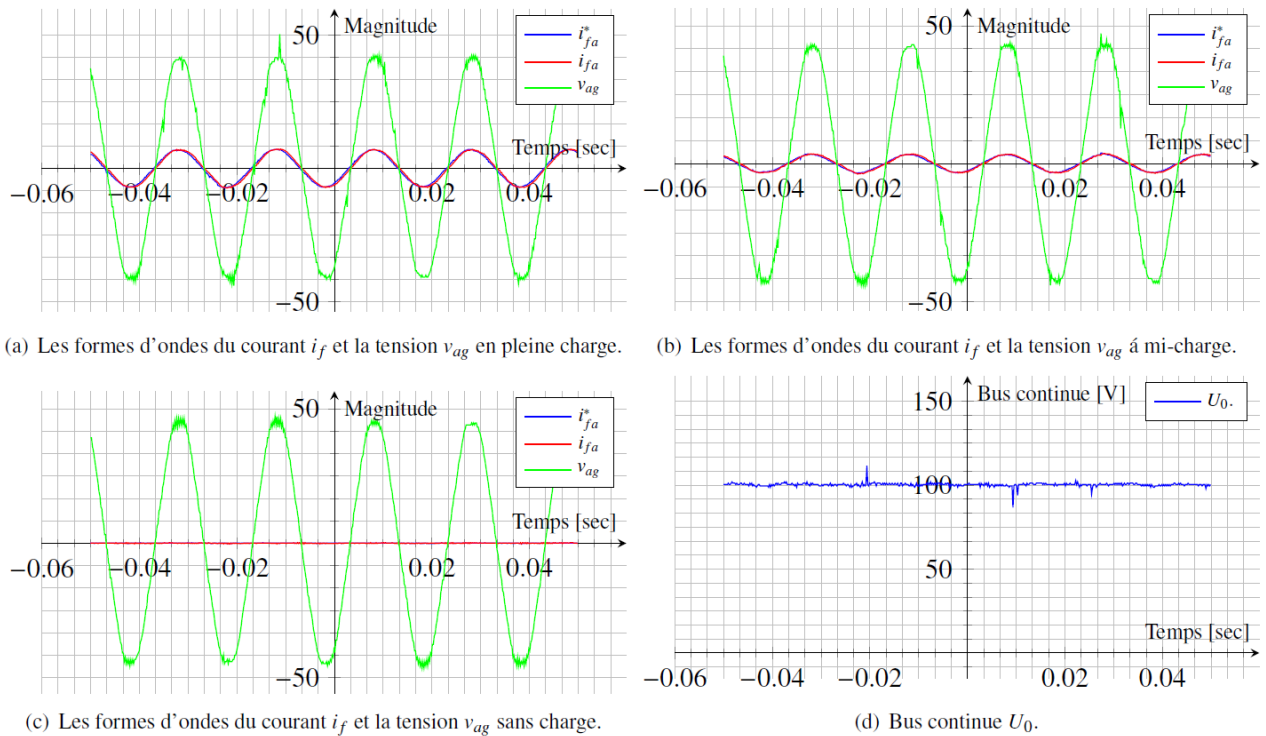 Magnitude
50
i*fa
ifa
vag
Temps [sec]
−0.06 −0.04 −0.02 0.02 0.04
−50
(a) Les formes d'ondes du courant if et la tension vag en pleine charge.
Magnitude
50
i*fa
ifa
vag
Temps [sec]
−0.06 −0.04 −0.02 0.02 0.04
−50
(b) Les formes d'ondes du courant if et la tension vag á mi-charge.
Magnitude
50
i*fa
ifa
vag
Temps [sec]
−0.06 −0.04 −0.02 0.02 0.04
−50
(c) Les formes d'ondes du courant if et la tension vag sans charge.
Bus continue [V]
150
U0.
100
50
Temps [sec]
−0.06 −0.04 −0.02 0.02 0.04
(d) Bus continue U0.